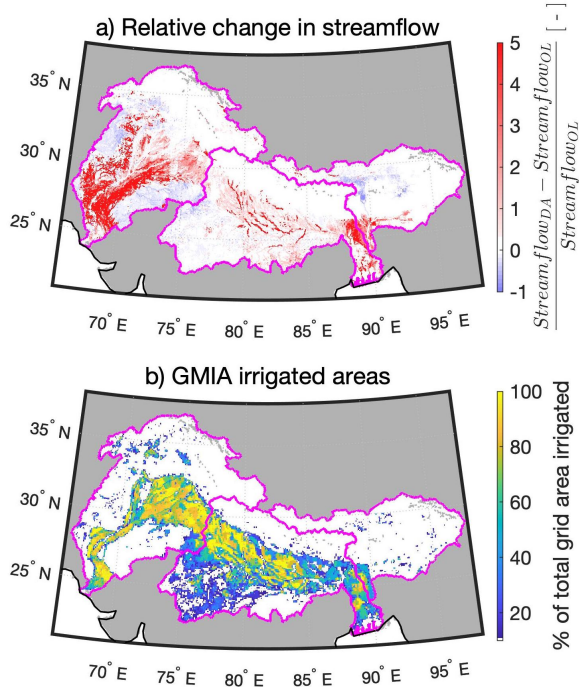 a) Relative change in streamflow
35° N
30° N
25° N
70° E 75° E 80° E 85° E 90° E 95° E
5
4
3
2
1
0
-1
Streamflow_DA − Streamflow_OL
Streamflow_OL
[ - ]
b) GMIA irrigated areas
35° N
30° N
25° N
70° E 75° E 80° E 85° E 90° E 95° E
100
80
60
40
20
% of total grid area irrigated